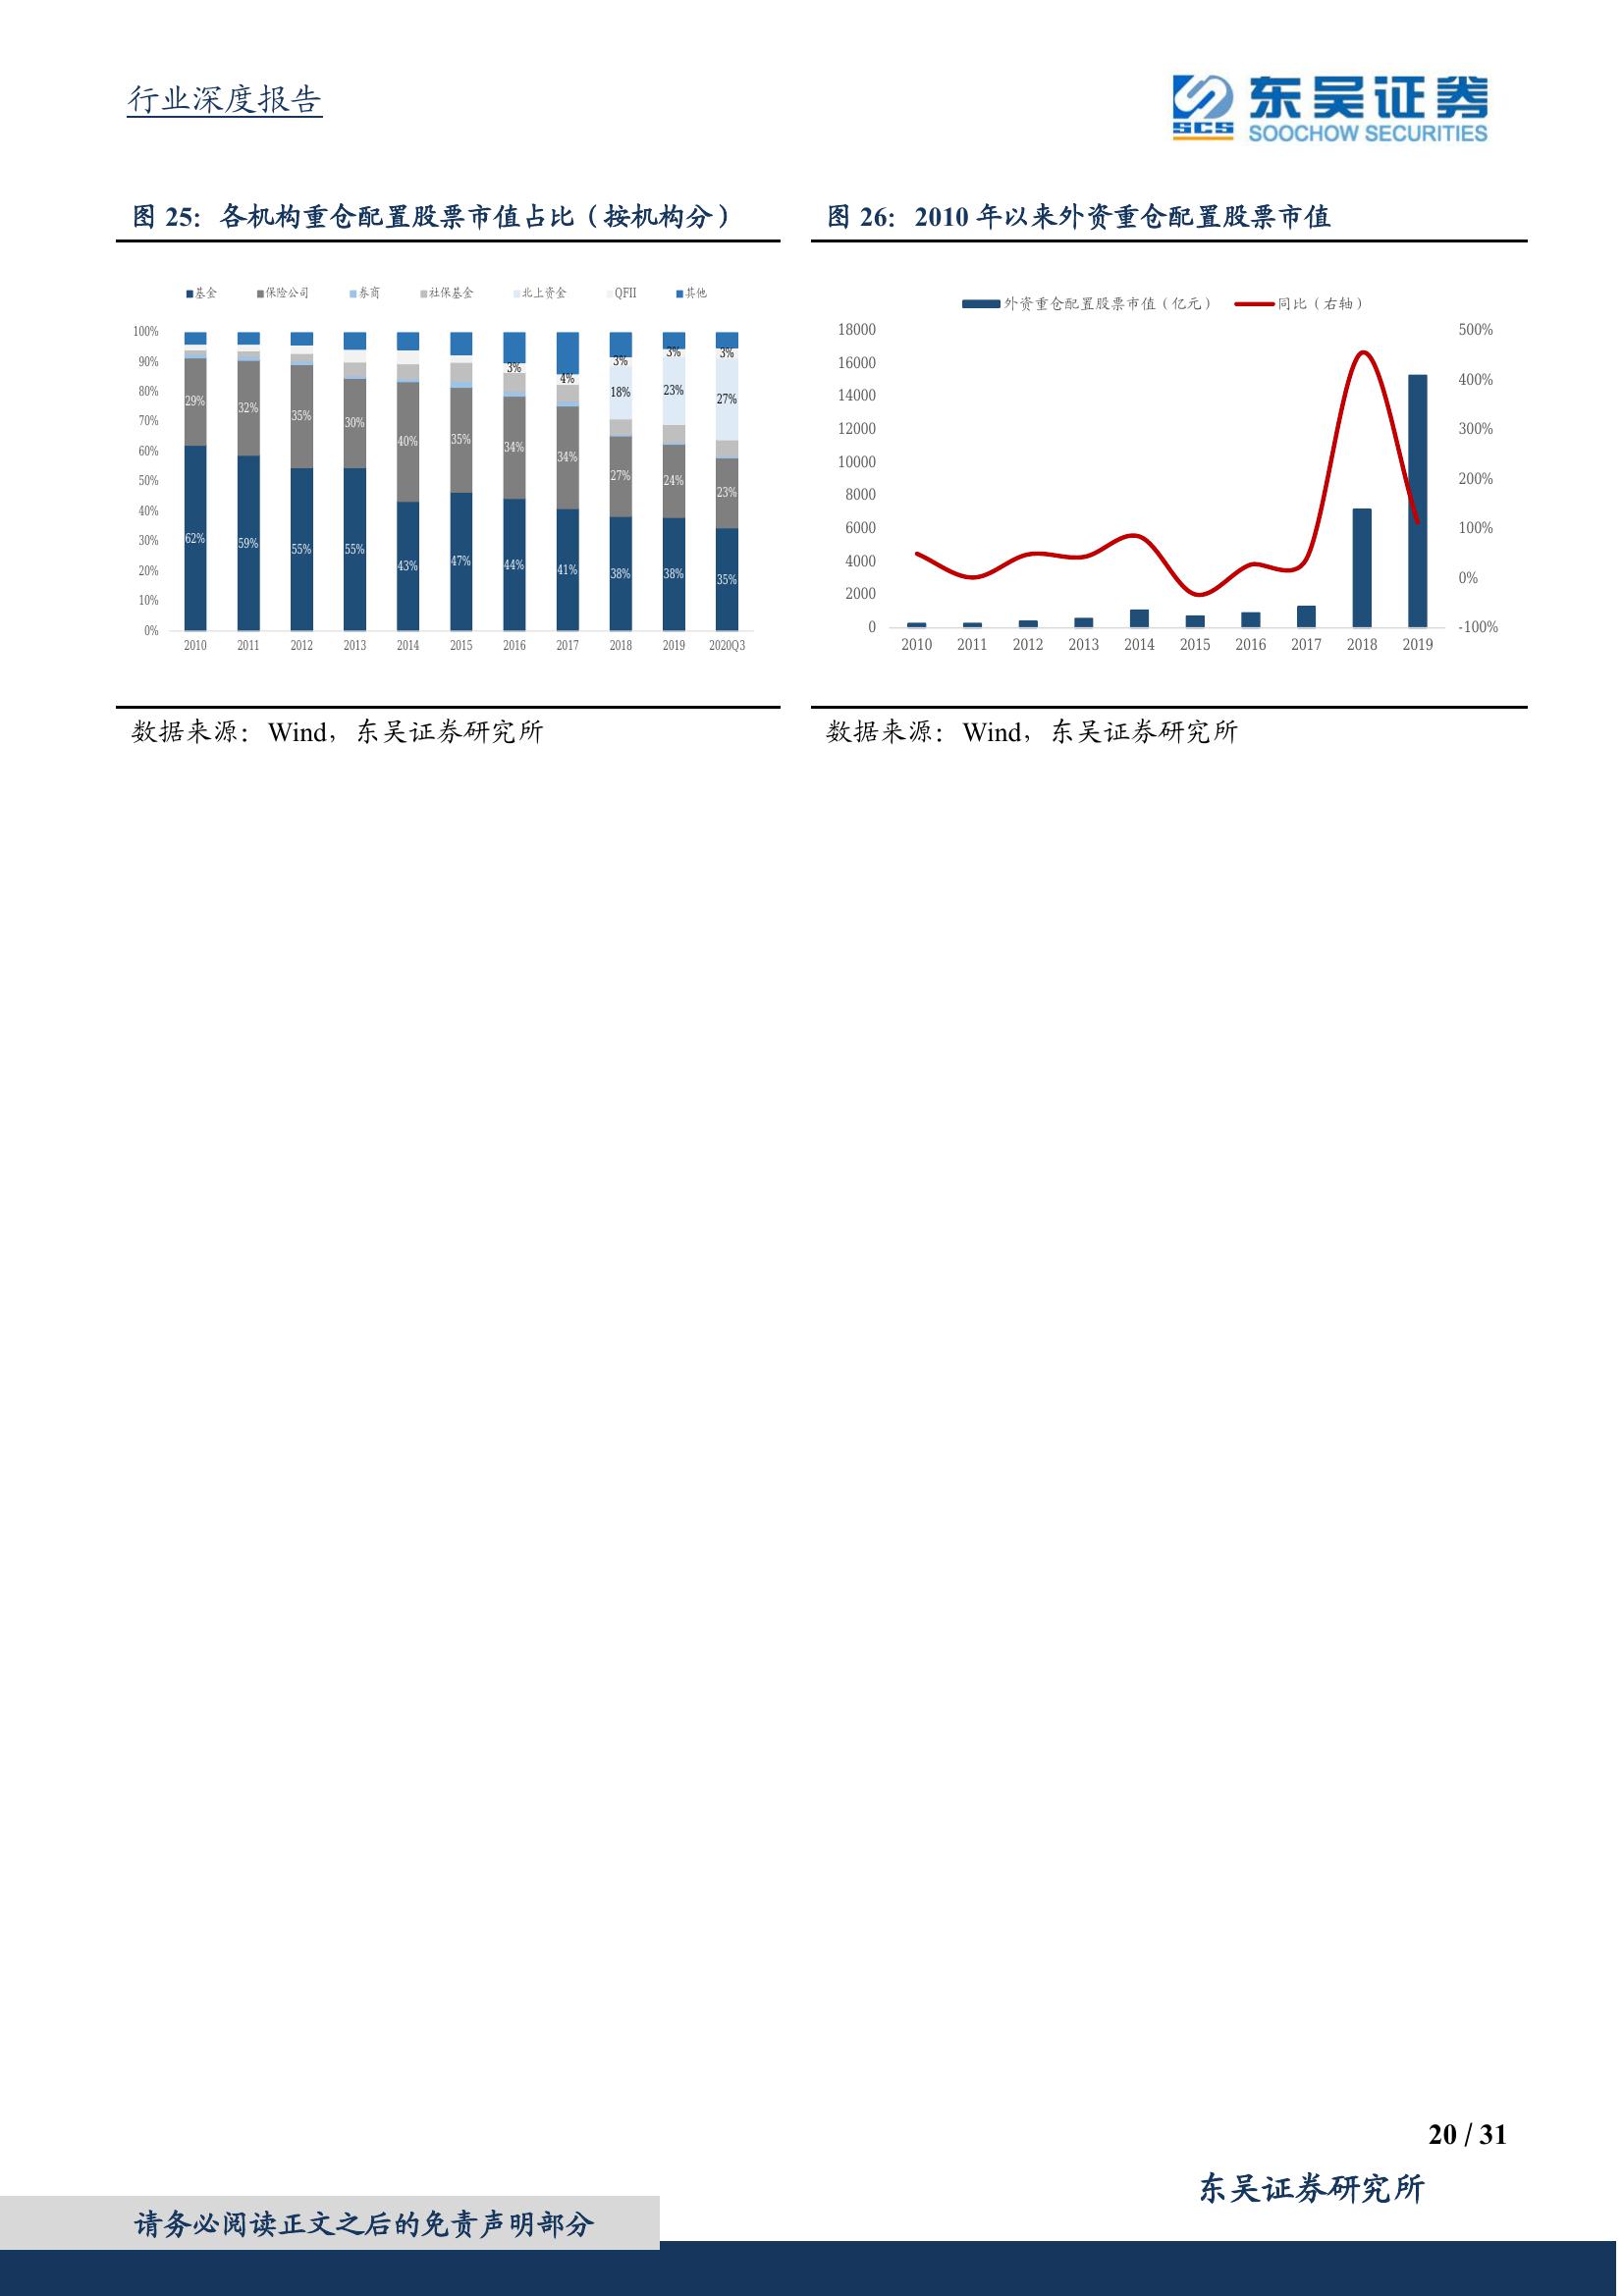 行业深度报告
东吴证券
SCS SOOCHOW SECURITIES
图 25：各机构重仓配置股票市值占比（按机构分）
基金 保险公司 券商 社保基金 北上资金 QFII 其他
100%
90%
80%
70%
60%
50%
40%
30%
20%
10%
0%
3% 4% 3% 3% 3%
18% 23% 27%
29% 32% 35% 30% 40% 35% 34% 34% 27% 24% 23%
62% 59% 55% 55% 43% 47% 44% 41% 38% 38% 35%
2010 2011 2012 2013 2014 2015 2016 2017 2018 2019 2020Q3
数据来源：Wind，东吴证券研究所
图 26：2010 年以来外资重仓配置股票市值
外资重仓配置股票市值（亿元） 同比（右轴）
18000
16000
14000
12000
10000
8000
6000
4000
2000
0
500%
400%
300%
200%
100%
0%
-100%
2010 2011 2012 2013 2014 2015 2016 2017 2018 2019
数据来源：Wind，东吴证券研究所
20 / 31
东吴证券研究所
请务必阅读正文之后的免责声明部分